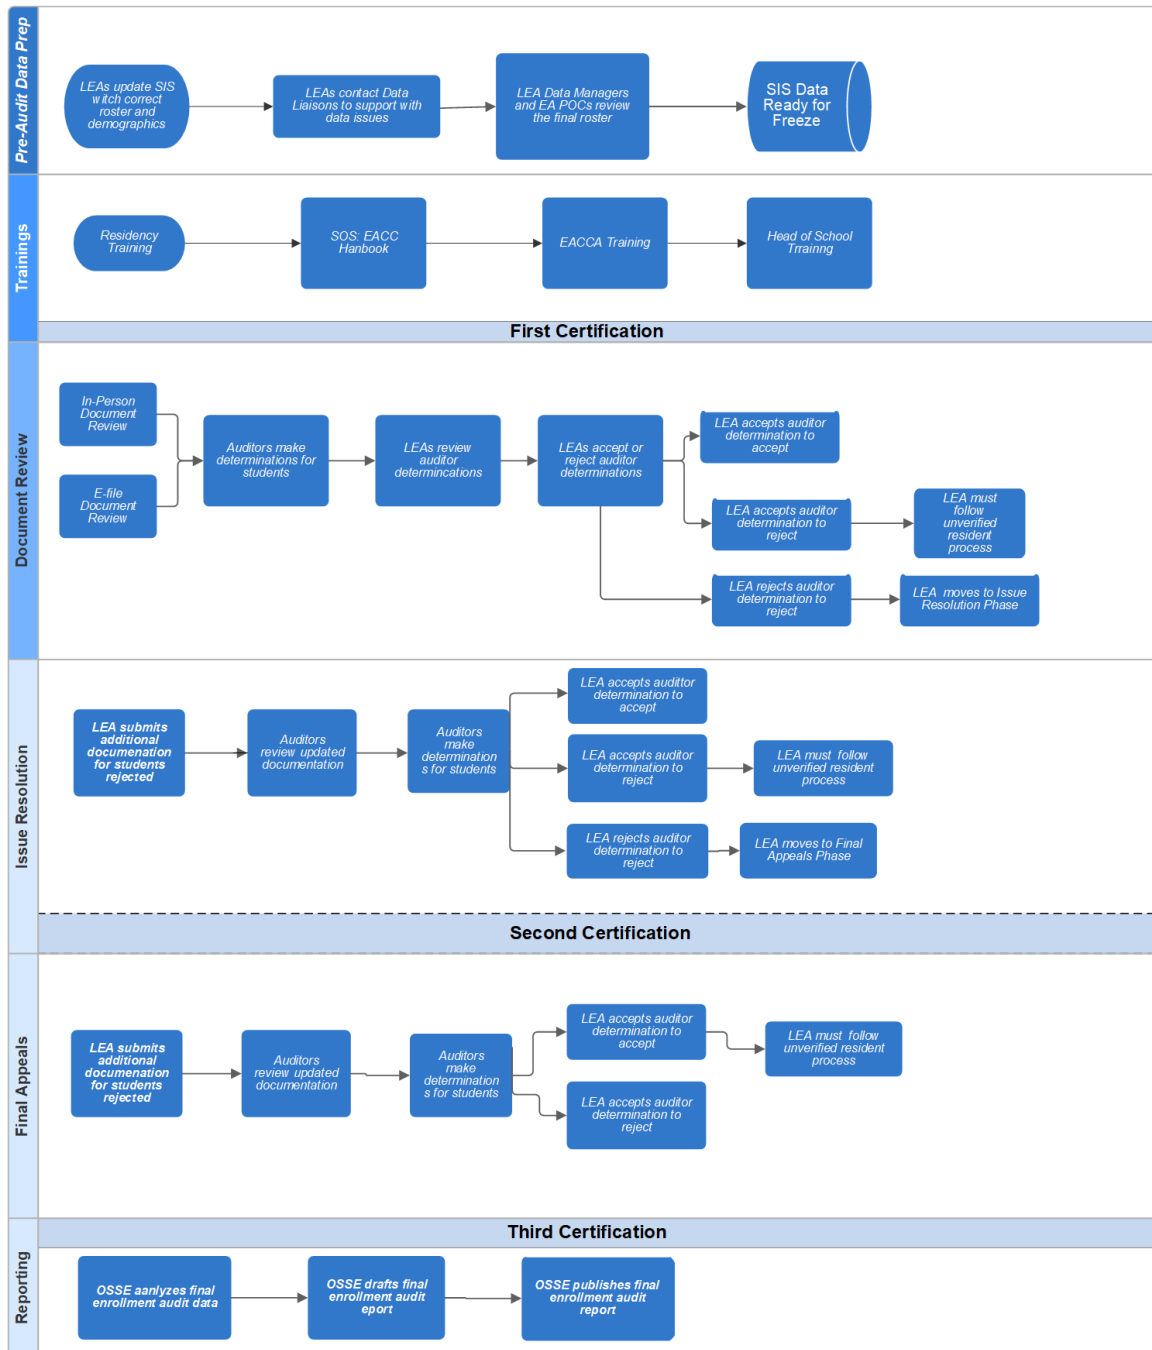 Pre-Audit Data Prep
LEAs update SIS
witch correct
roster and
demographics
LEAs contact Data
Liaisons to support with
data issues
LEA Data Managers
and EA POCs review
the final roster
SIS Data
Ready for
Freeze
Trainings
Residency
Training
SOS: EACC
Hanbook
EACCA Training
Head of School
Trrainng
First Certification
Document Review
In-Person
Document
Review
E-file
Document
Review
Auditors make
determinations for
students
LEAs review
auditor
determincations
LEAs accept or
reject auditor
determinations
LEA accepts auditor
determination to
accept
LEA accepts auditor
determination to
reject
LEA must
follow
unverified
resident
process
LEA rejects auditor
determination to
reject
LEA moves to Issue
Resolution Phase
Issue Resolution
LEA submits
additional
documenation
for students
rejected
Auditors
review updated
documentation
Auditors
make
determination
s for students
LEA accepts audittor
determination to
accept
LEA accepts auditor
determination to
reject
LEA must follow
unverified resident
process
LEA rejects auditor
determination to
reject
LEA moves to Final
Appeals Phase
Second Certification
Final Appeals
LEA submits
additional
documenation
for students
rejected
Auditors
review updated
documentation
Auditors
make
determination
s for students
LEA accepts auditor
determination to
accept
LEA must follow
unverified resident
process
LEA accepts auditor
determination to
reject
Third Certification
Reporting
OSSE aanlyzes final
enrollment audit data
OSSE drafts final
enrollment audit
eport
OSSE publishes final
enrollment audit
report